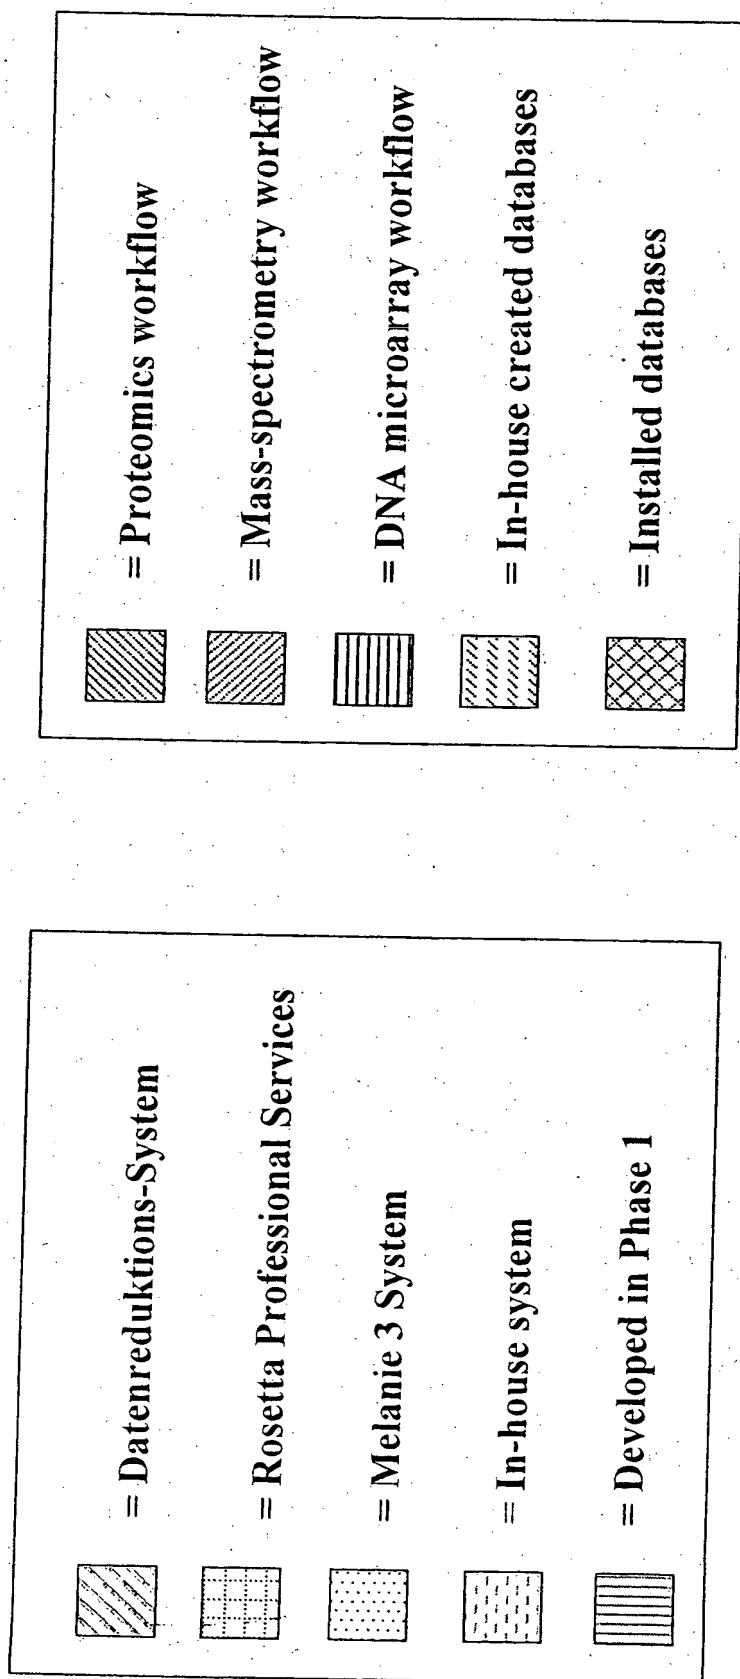 = Datenreduktions-System
= Rosetta Professional Services
= Melanie 3 System
= In-house system
= Developed in Phase 1
= Proteomics workflow
= Mass-spectrometry workflow
= DNA microarray workflow
= In-house created databases
= Installed databases